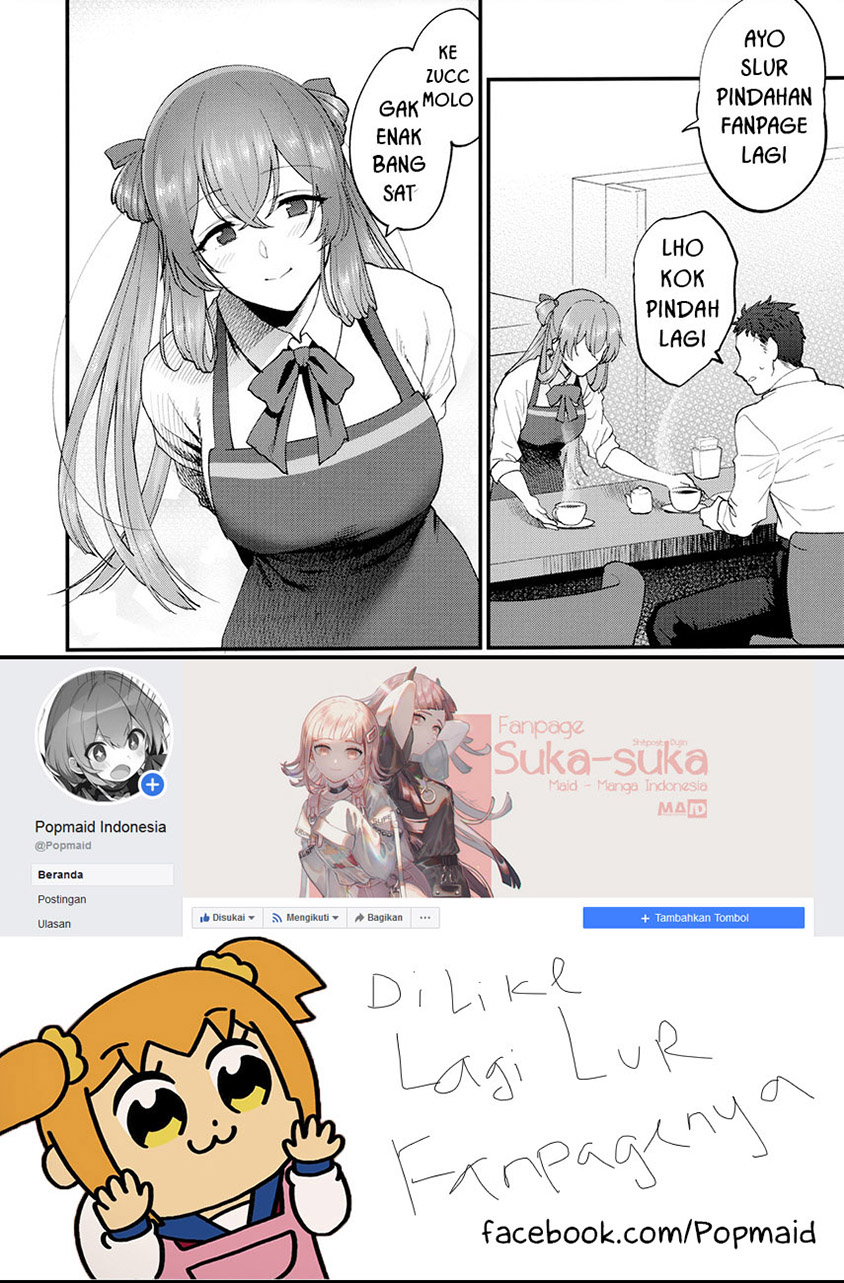 AYO
SLUR
PINDAHAN
FANPAGE
LAGI
LHO
KOK
PINDAH
LAGI
KE
ZUCC
MOLO
GAK
ENAK
BANG
SAT
Popmaid Indonesia
@Popmaid
Beranda
Postingan
Ulasan
Fanpage
Shitpost Dujin
Suka-suka
Maid - Manga Indonesia
MAID
Disukai
Mengikuti
Bagikan
+ Tambahkan Tombol
DiLike
Lagi LuR
Fanpagenya
facebook.com/Popmaid